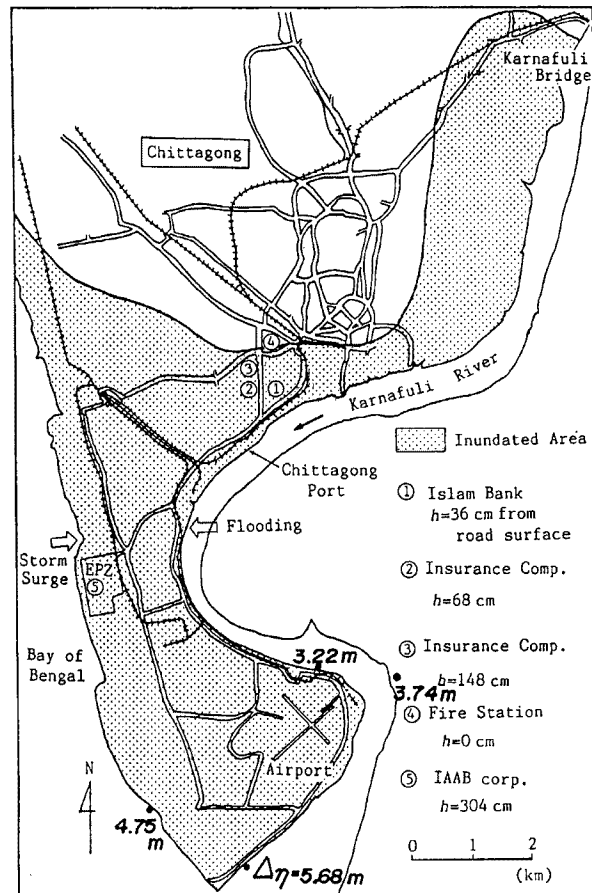 Karnafuli
Bridge
Chittagong
④
③
② ①
Karnafuli River
Inundated Area
Chittagong
Port
① Islam Bank
h=36 cm from
road surface
Flooding
Storm
Surge
EPZ
⑤
② Insurance Comp.
h=68 cm
Bay of
Bengal
3.22m
③ Insurance Comp.
h=148 cm
3.74m
④ Fire Station
h=0 cm
Airport
⑤ IAAB corp.
h=304 cm
N
4.75
m
Δη=5.68m
0 1 2
(km)